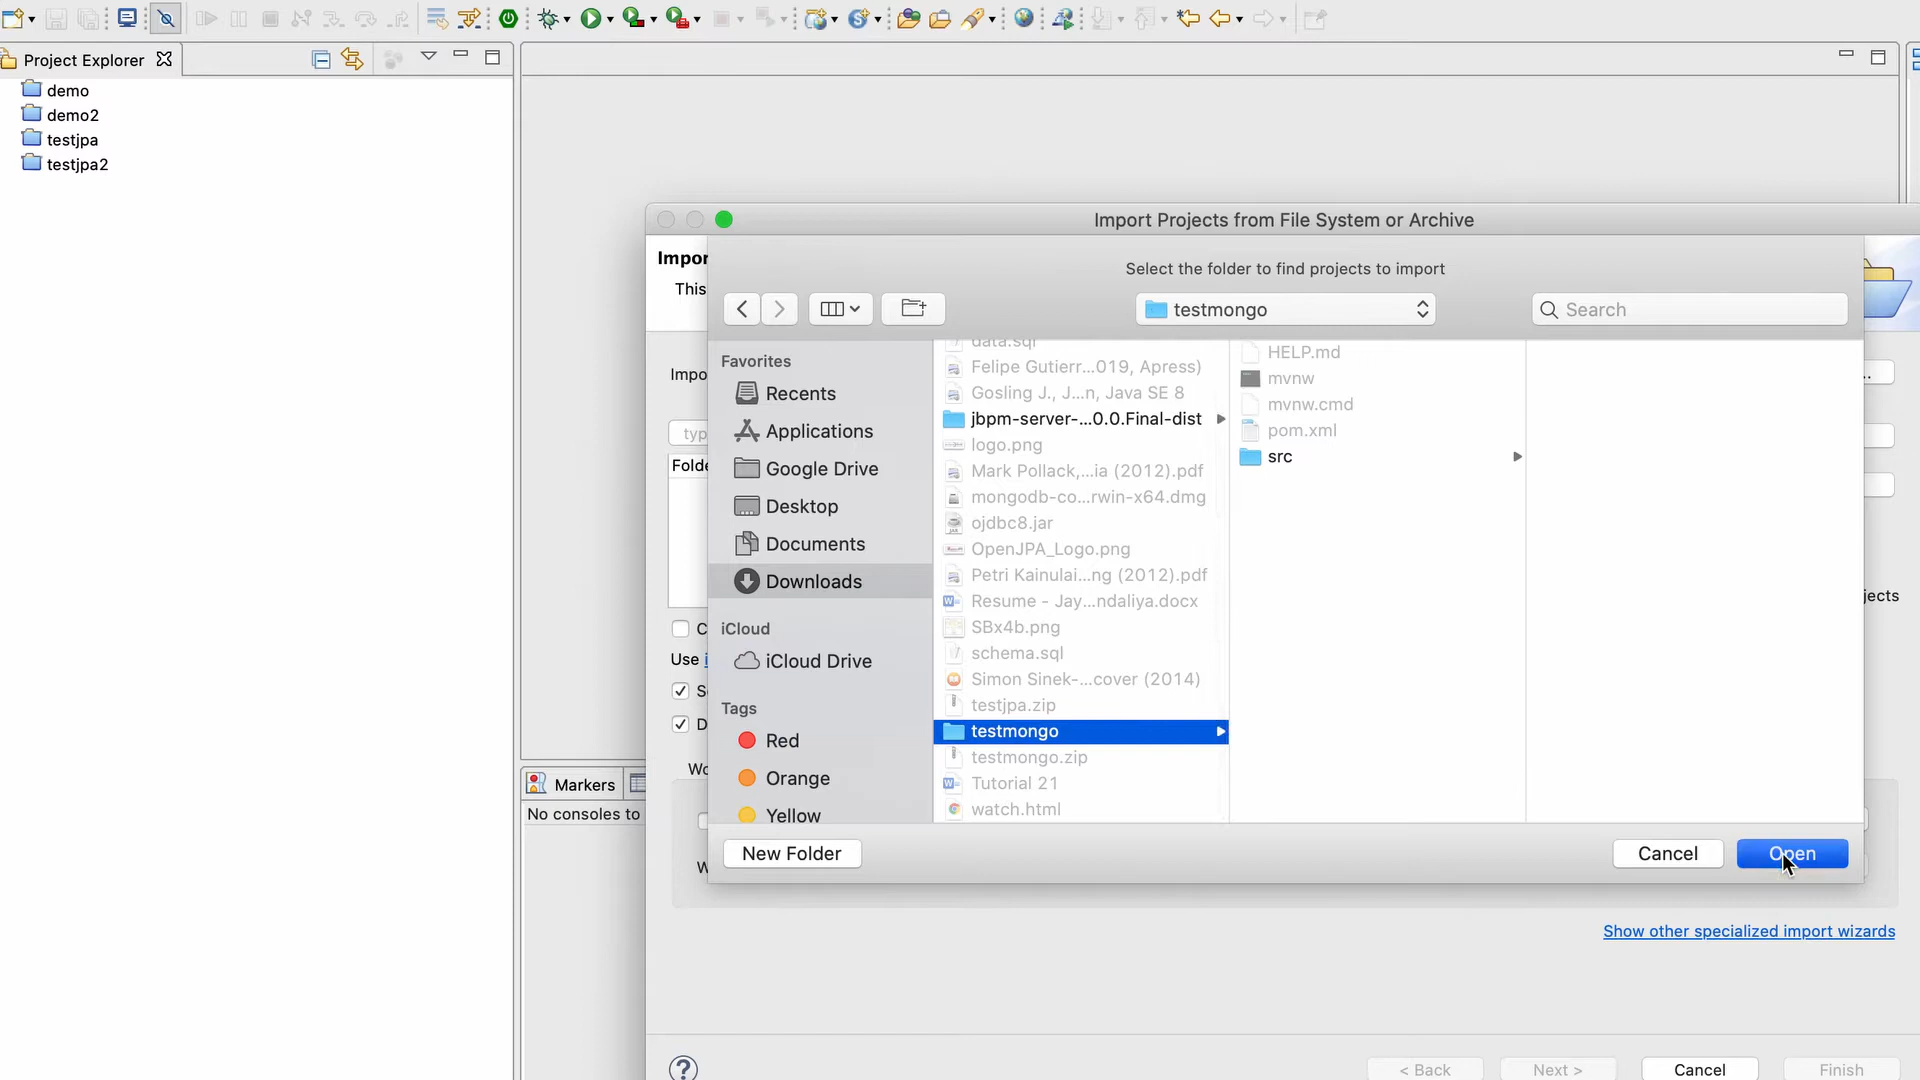 Project Explorer
demo
demo2
testjpa
testjpa2
Import Projects from File System or Archive
Impor
This
Select the folder to find projects to import
testmongo
Search
Impo
typ
Folde
Use i
jects
Favorites
Recents
Applications
Google Drive
Desktop
Documents
Downloads
iCloud
iCloud Drive
Tags
Red
Orange
Yellow
data.sql
Felipe Gutierr...019, Apress)
Gosling J., J...n, Java SE 8
jbpm-server-...0.0.Final-dist
logo.png
Mark Pollack,...ia (2012).pdf
mongodb-co...rwin-x64.dmg
ojdbc8.jar
OpenJPA_Logo.png
Petri Kainulai...ng (2012).pdf
Resume - Jay...ndaliya.docx
SBx4b.png
schema.sql
Simon Sinek-...cover (2014)
testjpa.zip
testmongo
testmongo.zip
Tutorial 21
watch.html
HELP.md
mvnw
mvnw.cmd
pom.xml
src
New Folder
Cancel
Open
Markers
No consoles to
Show other specialized import wizards
?
< Back
Next >
Cancel
Finish